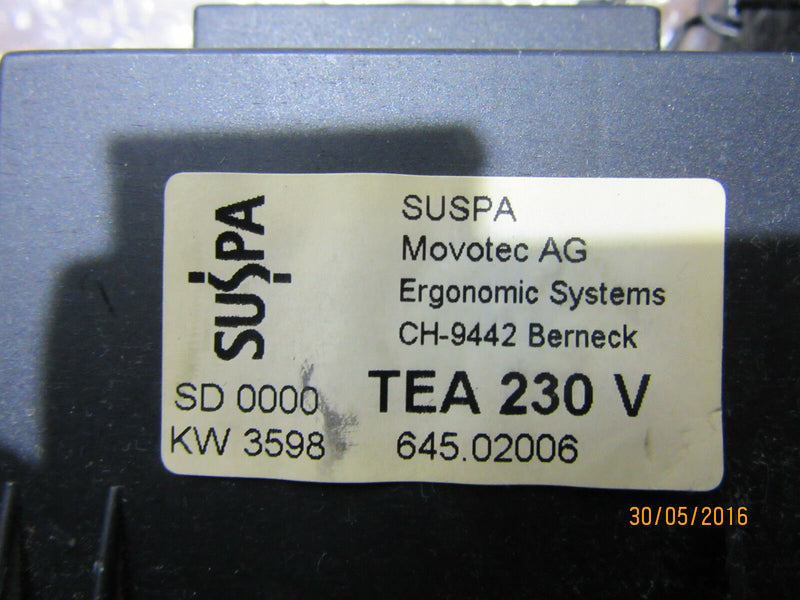 SUSPA
SUSPA
Movotec AG
Ergonomic Systems
CH-9442 Berneck
SD 0000 TEA 230 V
KW 3598 645.02006
30/05/2016